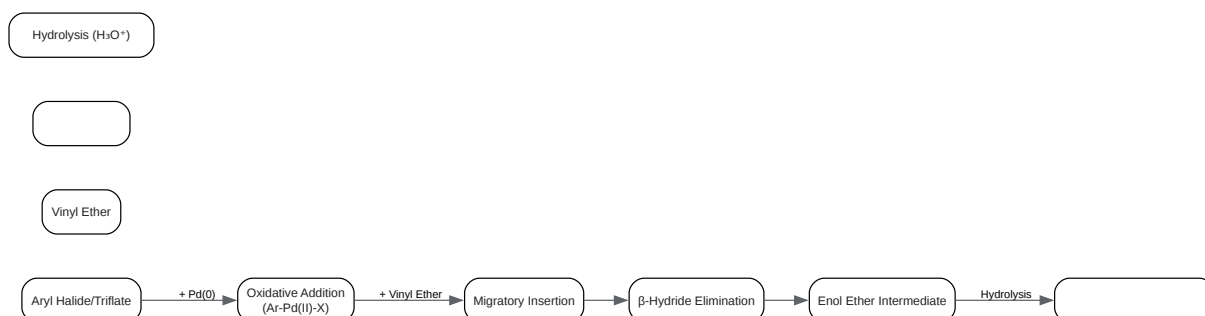 Hydrolysis (H₃O⁺)
Vinyl Ether
Aryl Halide/Triflate
+ Pd(0)
Oxidative Addition
(Ar-Pd(II)-X)
+ Vinyl Ether
Migratory Insertion
β-Hydride Elimination
Enol Ether Intermediate
Hydrolysis